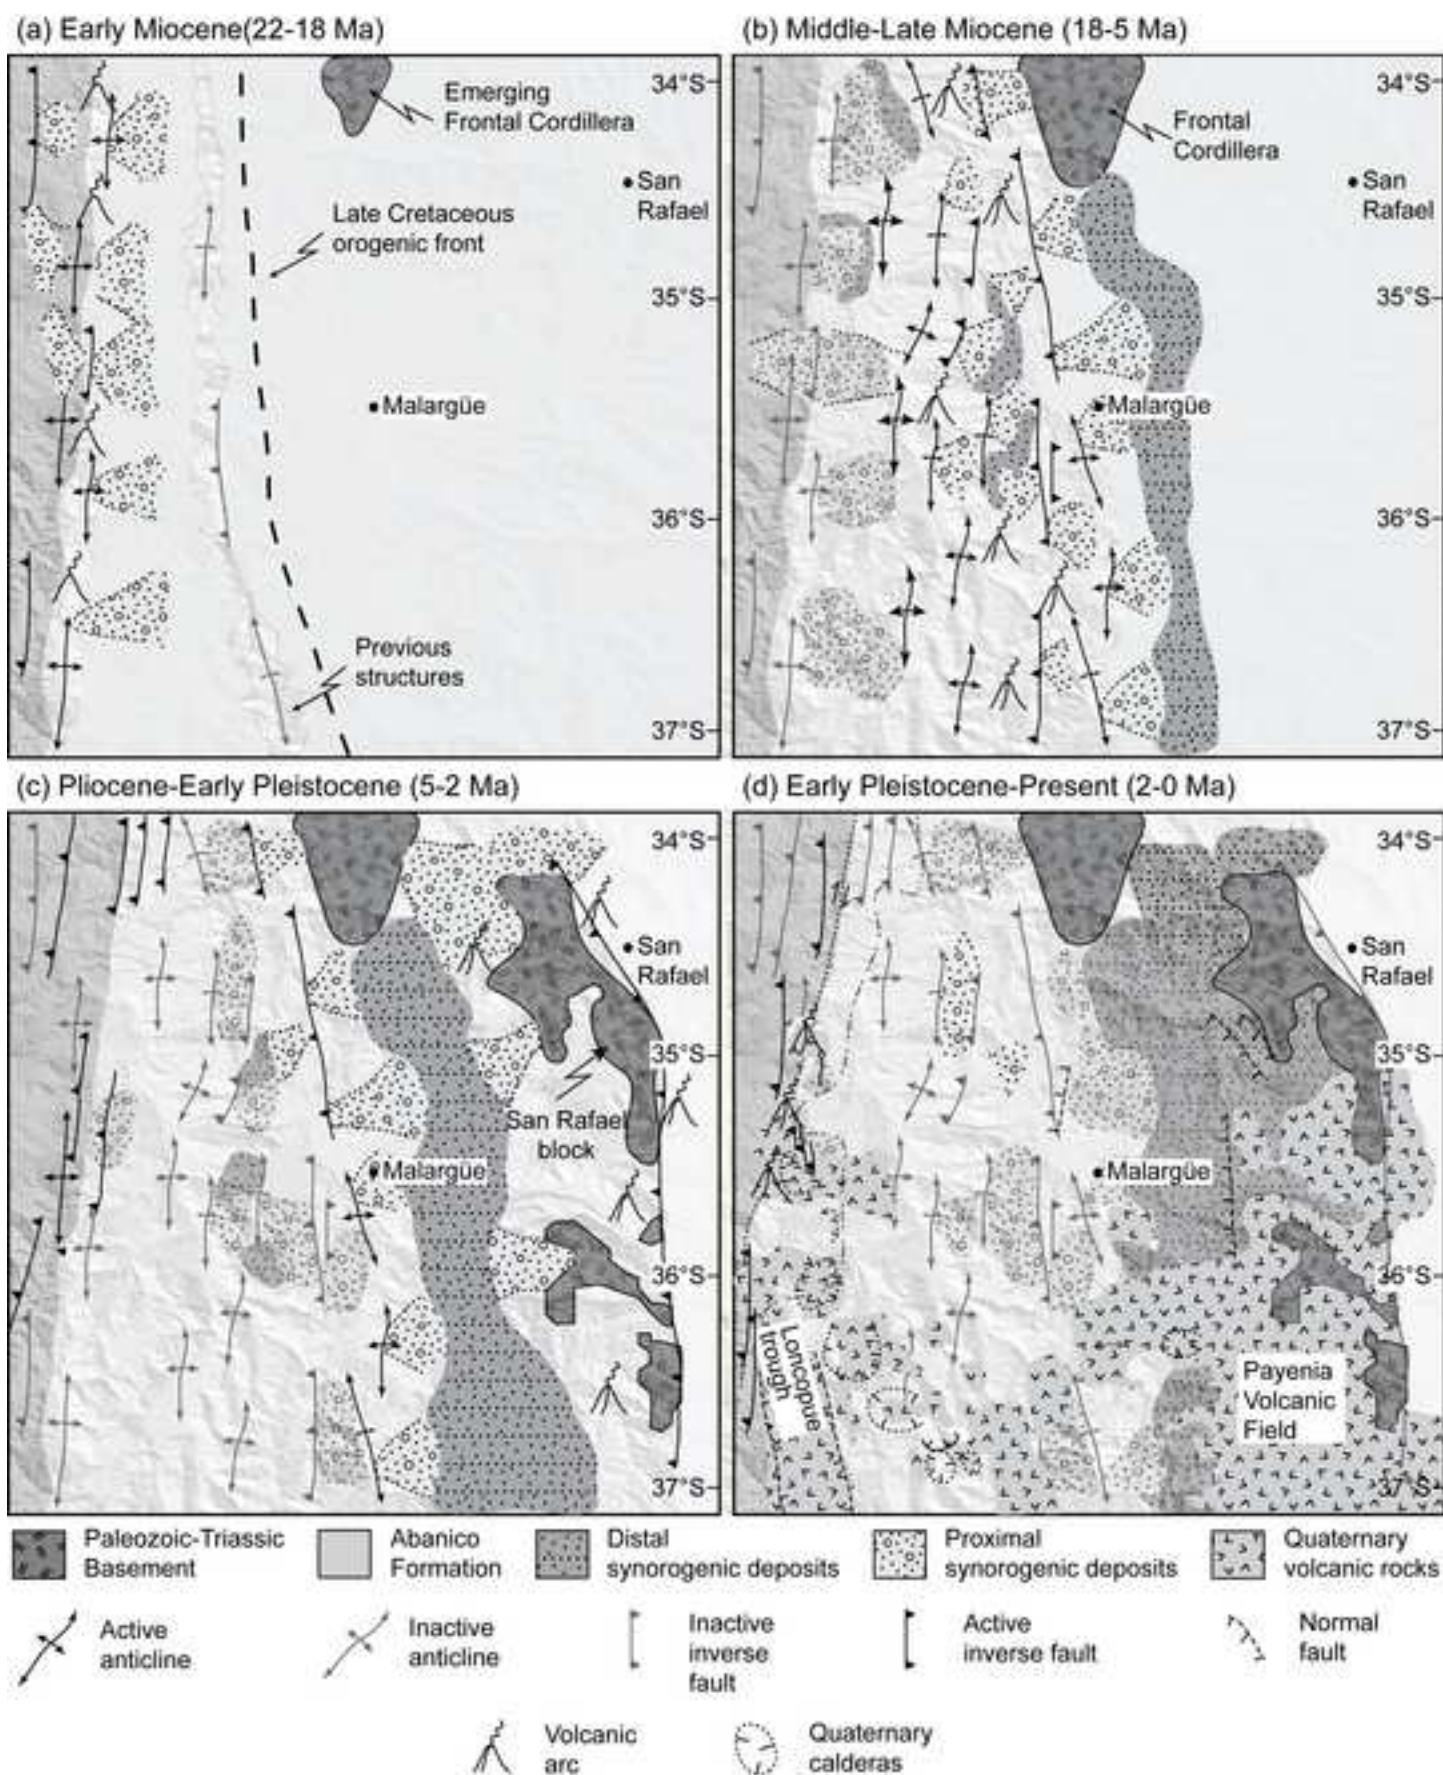 (a) Early Miocene(22-18 Ma)
Emerging
Frontal Cordillera
34°S
San
Rafael
Late Cretaceous
orogenic front
35°S
Malargüe
36°S
Previous
structures
37°S
(b) Middle-Late Miocene (18-5 Ma)
34°S
Frontal
Cordillera
San
Rafael
35°S
Malargüe
36°S
37°S
(c) Pliocene-Early Pleistocene (5-2 Ma)
34°S
San
Rafael
35°S
San Rafael
block
Malargüe
36°S
37°S
(d) Early Pleistocene-Present (2-0 Ma)
34°S
San
Rafael
35°S
Malargüe
36°S
Loncopue
trough
Payenia
Volcanic
Field
37°S
Paleozoic-Triassic
Basement
Abanico
Formation
Distal
synorogenic deposits
Proximal
synorogenic deposits
Quaternary
volcanic rocks
Active
anticline
Inactive
anticline
Inactive
inverse
fault
Active
inverse fault
Normal
fault
Volcanic
arc
Quaternary
calderas